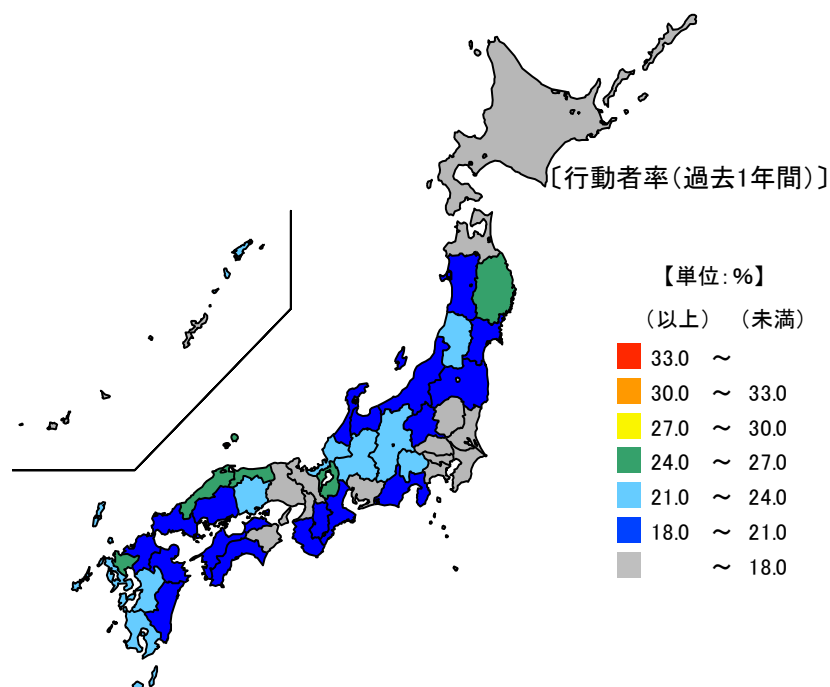 〔行動者率(過去1年間)〕
【単位:%】
(以上) (未満)
33.0 ～
30.0 ～ 33.0
27.0 ～ 30.0
24.0 ～ 27.0
21.0 ～ 24.0
18.0 ～ 21.0
～ 18.0